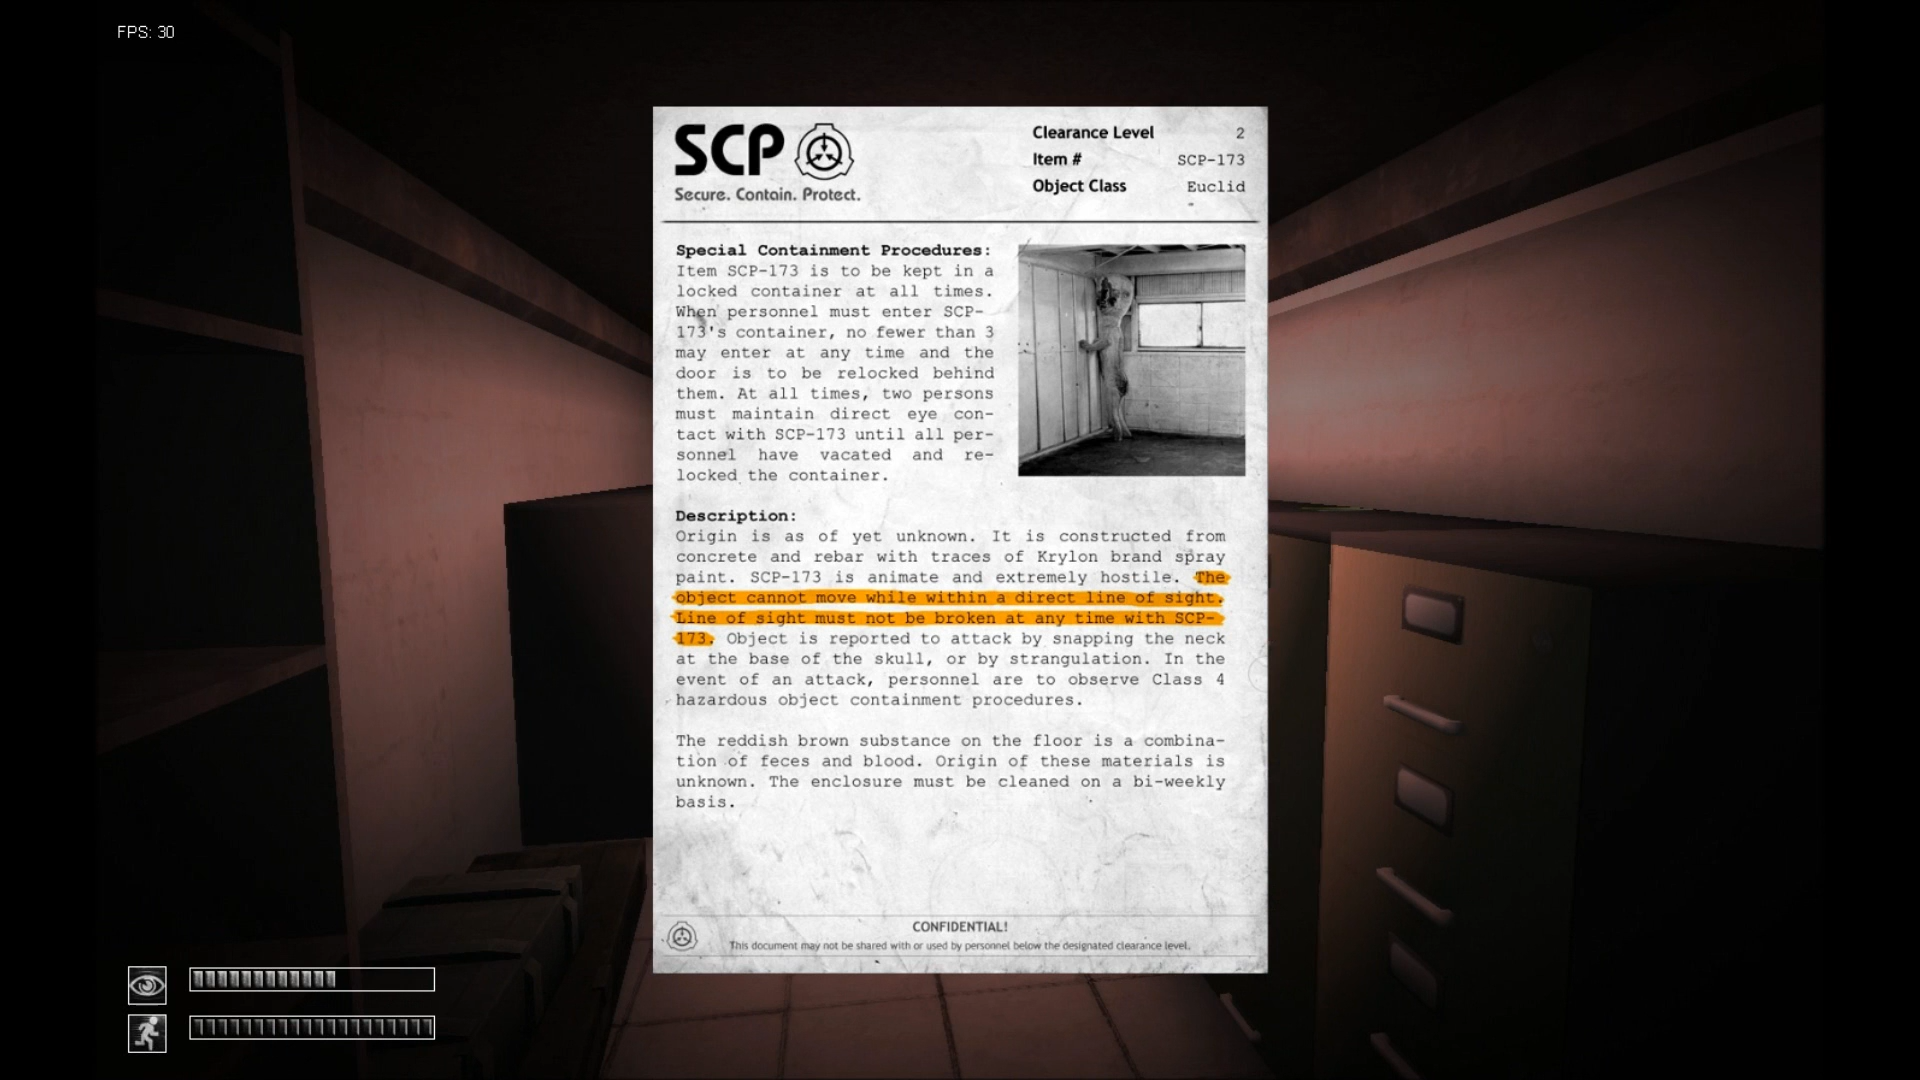 FPS: 30
SCP
Secure. Contain. Protect.
Clearance Level 2
Item # SCP-173
Object Class Euclid
Special Containment Procedures:
Item SCP-173 is to be kept in a
locked container at all times.
When personnel must enter SCP-
173's container, no fewer than 3
may enter at any time and the
door is to be relocked behind
them. At all times, two persons
must maintain direct eye con-
tact with SCP-173 until all per-
sonnel have vacated and re-
locked the container.
Description:
Origin is as of yet unknown. It is constructed from
concrete and rebar with traces of Krylon brand spray
paint. SCP-173 is animate and extremely hostile. The
object cannot move while within a direct line of sight.
Line of sight must not be broken at any time with SCP-
173. Object is reported to attack by snapping the neck
at the base of the skull, or by strangulation. In the
event of an attack, personnel are to observe Class 4
hazardous object containment procedures.
The reddish brown substance on the floor is a combina-
tion of feces and blood. Origin of these materials is
unknown. The enclosure must be cleaned on a bi-weekly
basis.
CONFIDENTIAL!
This document may not be shared with or used by personnel below the designated clearance level.